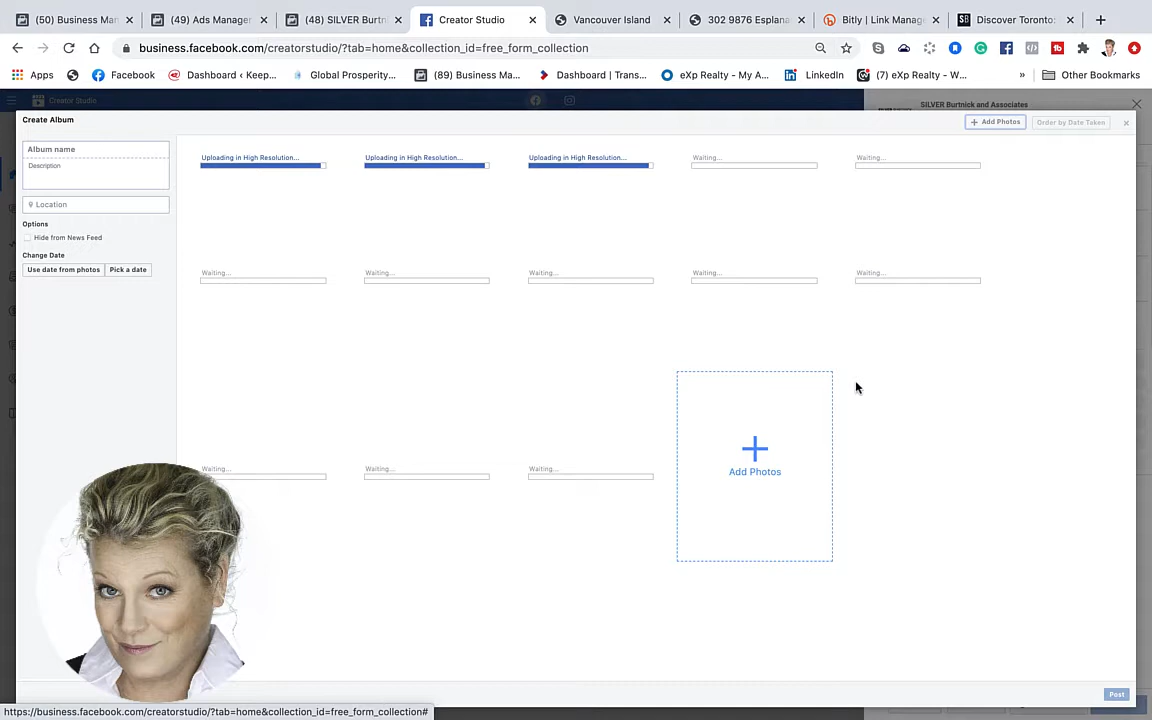 (50) Business Ma
(49) Ads Manager
(48) SILVER Burtn
Creator Studio
Vancouver Island
302 9876 Esplana
Bitly | Link Manag
Discover Toronto:
business.facebook.com/creatorstudio/?tab=home&collection_id=free_form_collection
Apps
Facebook
Dashboard ‹ Keep...
Global Prosperity...
(89) Business Ma...
Dashboard | Trans...
eXp Realty - My A...
LinkedIn
(7) eXp Realty - W...
»
Other Bookmarks
Creator Studio
SILVER Burtnick and Associates
Create Album
+ Add Photos
Order by Date Taken
Album name
Description
Location
Options
Hide from News Feed
Change Date
Use date from photos
Pick a date
Uploading in High Resolution...
Uploading in High Resolution...
Uploading in High Resolution...
Waiting...
Waiting...
Waiting...
Waiting...
Waiting...
Waiting...
Waiting...
Waiting...
Waiting...
Waiting...
Add Photos
Post
https://business.facebook.com/creatorstudio/?tab=home&collection_id=free_form_collection#